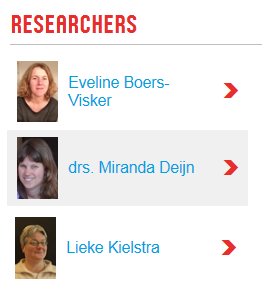 RESEARCHERS
Eveline Boers-
Visker
drs. Miranda Deijn
Lieke Kielstra